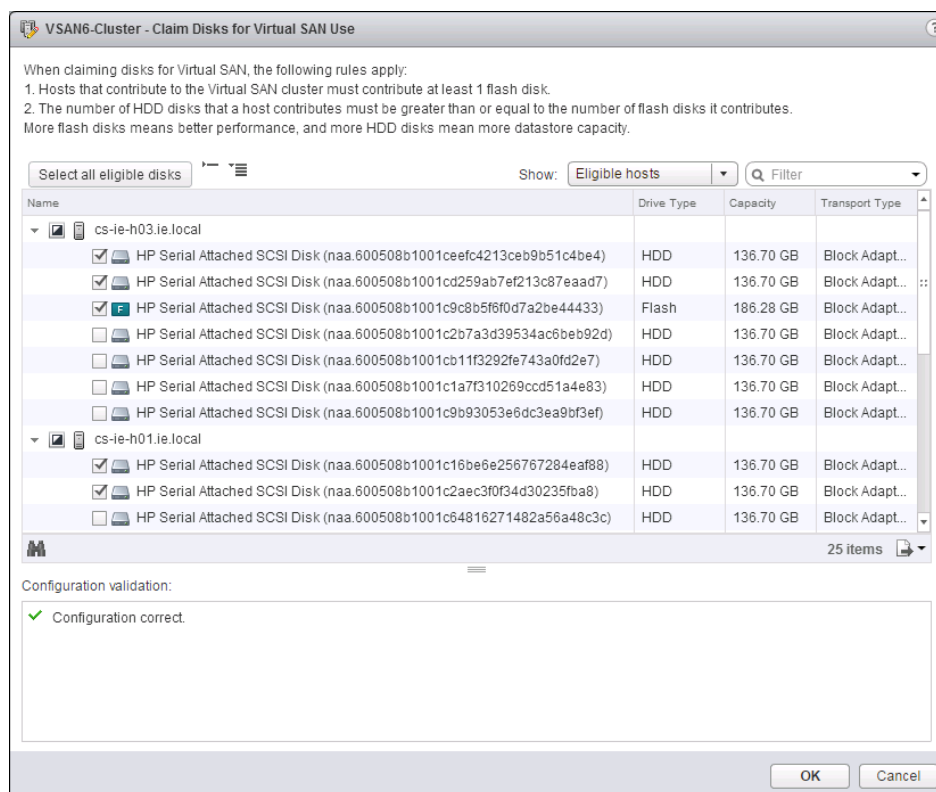 VSAN6-Cluster - Claim Disks for Virtual SAN Use
?
When claiming disks for Virtual SAN, the following rules apply:
1. Hosts that contribute to the Virtual SAN cluster must contribute at least 1 flash disk.
2. The number of HDD disks that a host contributes must be greater than or equal to the number of flash disks it contributes.
More flash disks means better performance, and more HDD disks mean more datastore capacity.
Select all eligible disks Show: Eligible hosts Filter
Name Drive Type Capacity Transport Type
cs-ie-h03.ie.local
HP Serial Attached SCSI Disk (naa.600508b1001ceefc4213ceb9b51c4be4) HDD 136.70 GB Block Adapt...
HP Serial Attached SCSI Disk (naa.600508b1001cd259ab7ef213c87eaad7) HDD 136.70 GB Block Adapt...
F HP Serial Attached SCSI Disk (naa.600508b1001c9c8b5f6f0d7a2be44433) Flash 186.28 GB Block Adapt...
HP Serial Attached SCSI Disk (naa.600508b1001c2b7a3d39534ac6beb92d) HDD 136.70 GB Block Adapt...
HP Serial Attached SCSI Disk (naa.600508b1001cb11f3292fe743a0fd2e7) HDD 136.70 GB Block Adapt...
HP Serial Attached SCSI Disk (naa.600508b1001c1a7f310269ccd51a4e83) HDD 136.70 GB Block Adapt...
HP Serial Attached SCSI Disk (naa.600508b1001c9b93053e6dc3ea9bf3ef) HDD 136.70 GB Block Adapt...
cs-ie-h01.ie.local
HP Serial Attached SCSI Disk (naa.600508b1001c16be6e256767284eaf88) HDD 136.70 GB Block Adapt...
HP Serial Attached SCSI Disk (naa.600508b1001c2aec3f0f34d30235fba8) HDD 136.70 GB Block Adapt...
HP Serial Attached SCSI Disk (naa.600508b1001c64816271482a56a48c3c) HDD 136.70 GB Block Adapt...
25 items
Configuration validation:
Configuration correct.
OK Cancel